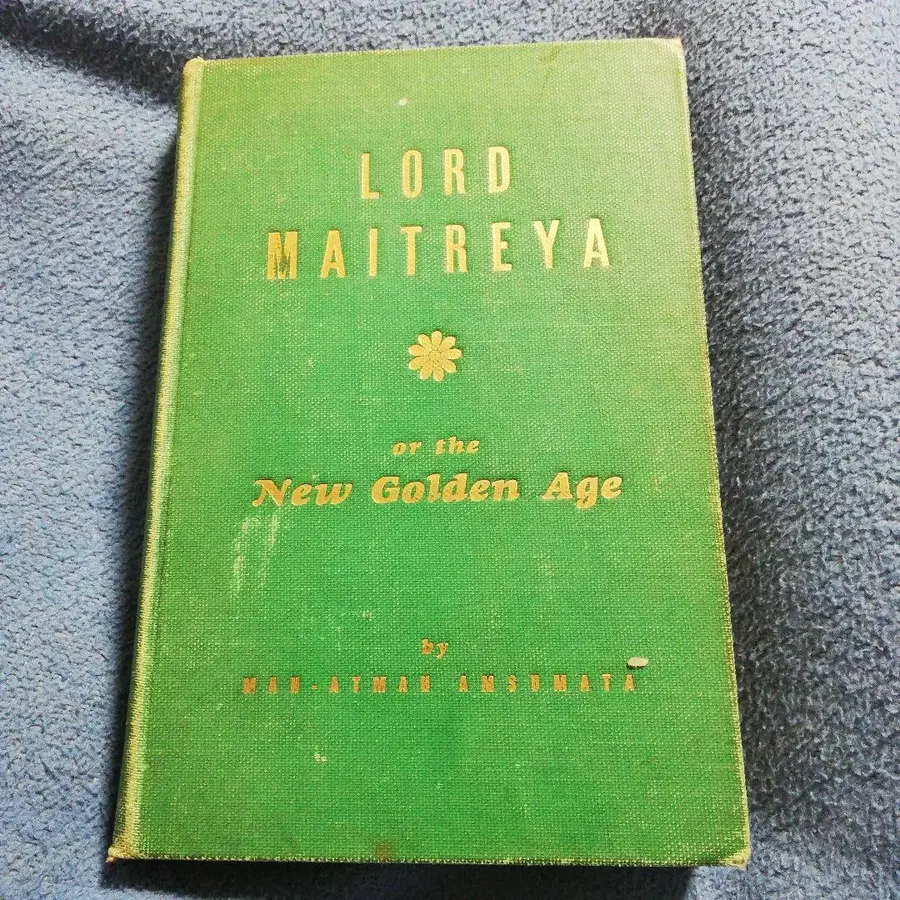 LORD
MAITREYA
or the
New Golden Age
by
MAH-ATMAH AMSUMATA